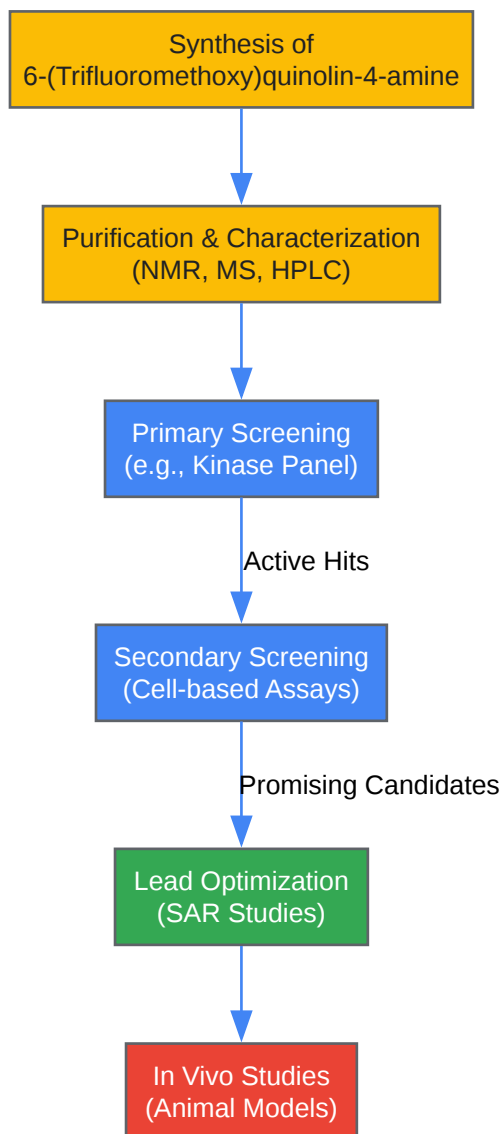 Synthesis of
6-(Trifluoromethoxy)quinolin-4-amine
Purification & Characterization
(NMR, MS, HPLC)
Primary Screening
(e.g., Kinase Panel)
Active Hits
Secondary Screening
(Cell-based Assays)
Promising Candidates
Lead Optimization
(SAR Studies)
In Vivo Studies
(Animal Models)